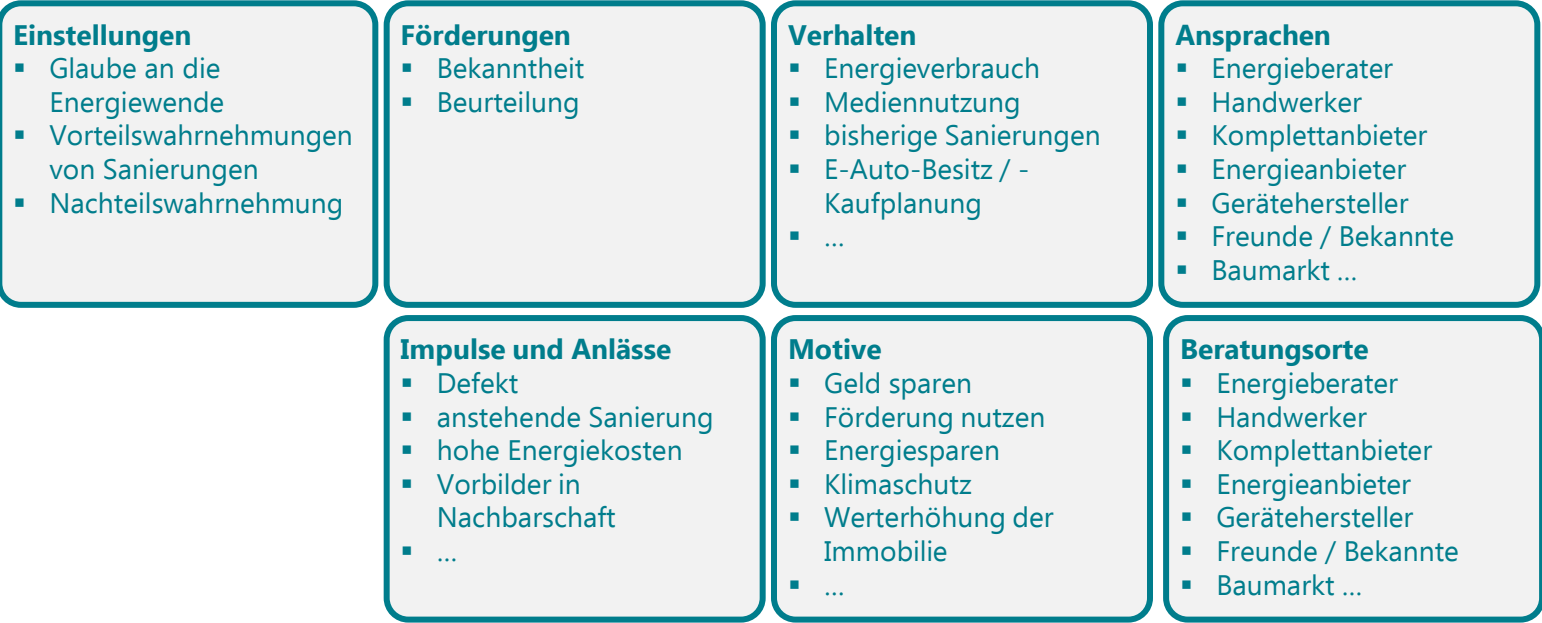 Einstellungen
▪ Glaube an die
Energiewende
▪ Vorteilswahrnehmungen
von Sanierungen
▪ Nachteilswahrnehmung
Förderungen
▪ Bekanntheit
▪ Beurteilung
Verhalten
▪ Energieverbrauch
▪ Mediennutzung
▪ bisherige Sanierungen
▪ E-Auto-Besitz / -
Kaufplanung
▪ ...
Ansprachen
▪ Energieberater
▪ Handwerker
▪ Komplettanbieter
▪ Energieanbieter
▪ Gerätehersteller
▪ Freunde / Bekannte
▪ Baumarkt ...
Impulse und Anlässe
▪ Defekt
▪ anstehende Sanierung
▪ hohe Energiekosten
▪ Vorbilder in
Nachbarschaft
▪ ...
Motive
▪ Geld sparen
▪ Förderung nutzen
▪ Energiesparen
▪ Klimaschutz
▪ Werterhöhung der
Immobilie
▪ ...
Beratungsorte
▪ Energieberater
▪ Handwerker
▪ Komplettanbieter
▪ Energieanbieter
▪ Gerätehersteller
▪ Freunde / Bekannte
▪ Baumarkt ...